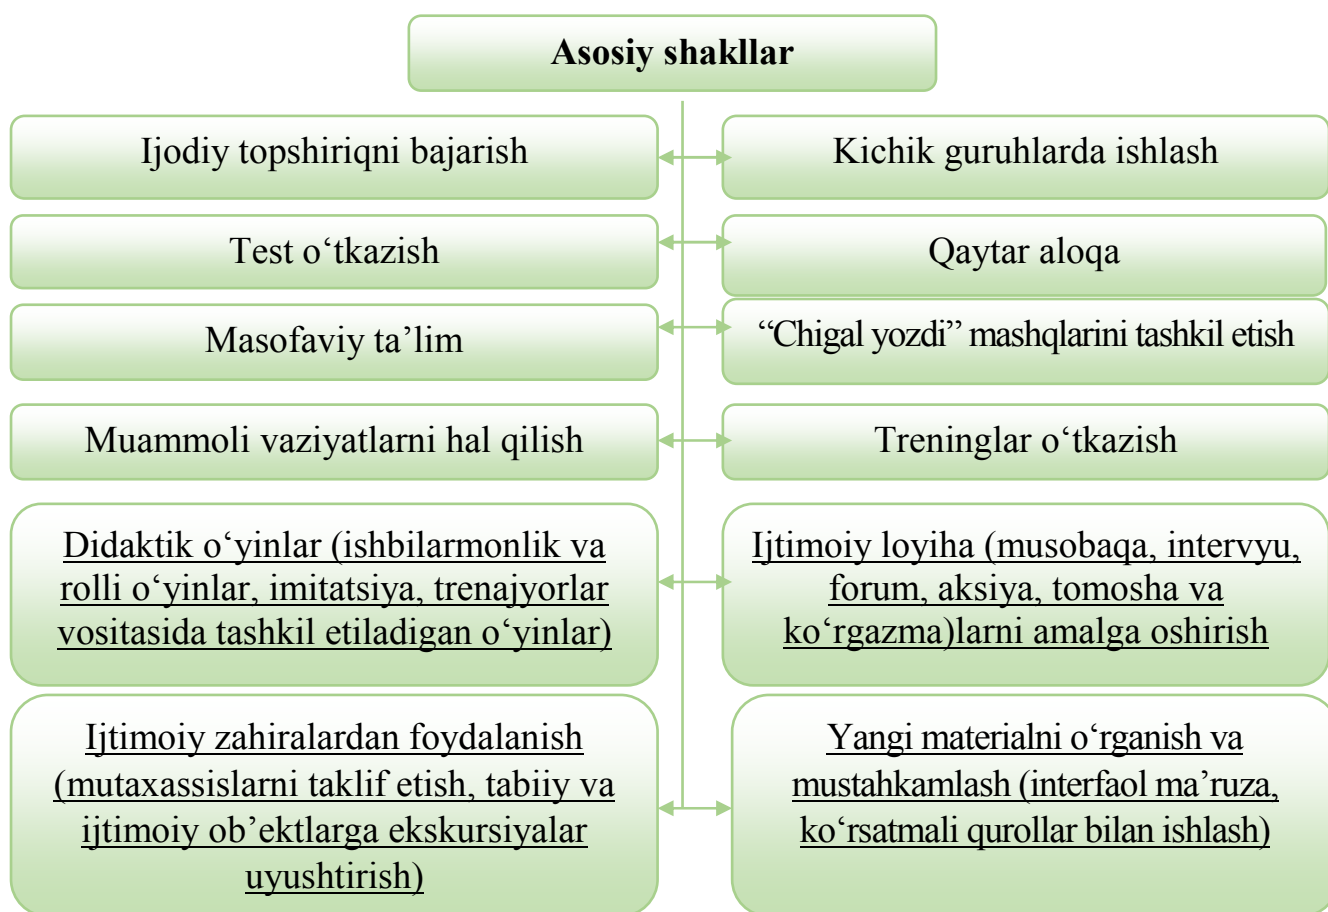 Asosiy shakllar
Ijodiy topshiriqni bajarish
Kichik guruhlarda ishlash
Test o‘tkazish
Qaytar aloqa
Masofaviy ta’lim
“Chigal yozdi” mashqlarini tashkil etish
Muammoli vaziyatlarni hal qilish
Treninglar o‘tkazish
Didaktik o‘yinlar (ishbilarmonlik va
rolli o‘yinlar, imitatsiya, trenajyorlar
vositasida tashkil etiladigan o‘yinlar)
Ijtimoiy loyiha (musobaqa, intervyu,
forum, aksiya, tomosha va
ko‘rgazma)larni amalga oshirish
Ijtimoiy zahiralardan foydalanish
(mutaxassislarni taklif etish, tabiiy va
ijtimoiy ob’ektlarga ekskursiyalar
uyushtirish)
Yangi materialni o‘rganish va
mustahkamlash (interfaol ma’ruza,
ko‘rsatmali qurollar bilan ishlash)